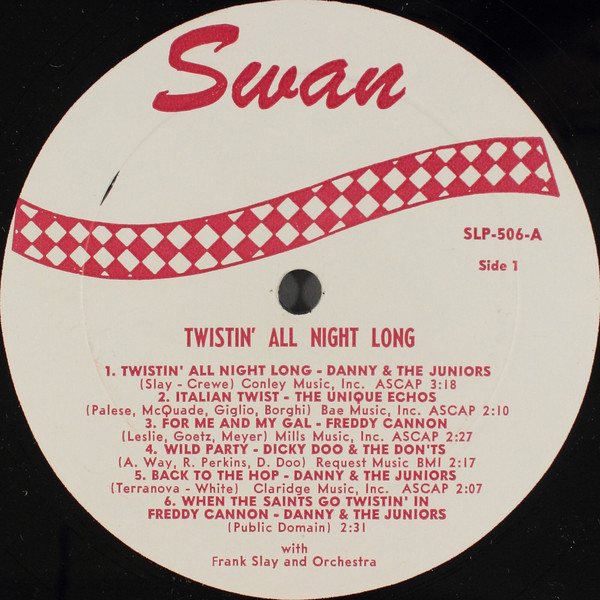 Swan
SLP-506-A
Side 1
TWISTIN' ALL NIGHT LONG
1. TWISTIN' ALL NIGHT LONG - DANNY & THE JUNIORS
(Slay - Crewe) Conley Music, Inc. ASCAP 3:18
2. ITALIAN TWIST - THE UNIQUE ECHOS
(Palese, McQuade, Giglio, Borghi) Bae Music, Inc. ASCAP 2:10
3. FOR ME AND MY GAL - FREDDY CANNON
(Leslie, Goetz, Meyer) Mills Music, Inc. ASCAP 2:27
4. WILD PARTY - DICKY DOO & THE DON'TS
(A. Way, R. Perkins, D. Doo) Request Music BMI 2:17
5. BACK TO THE HOP - DANNY & THE JUNIORS
(Terranova - White) Claridge Music, Inc. ASCAP 2:07
6. WHEN THE SAINTS GO TWISTIN' IN
FREDDY CANNON - DANNY & THE JUNIORS
(Public Domain) 2:31
with
Frank Slay and Orchestra